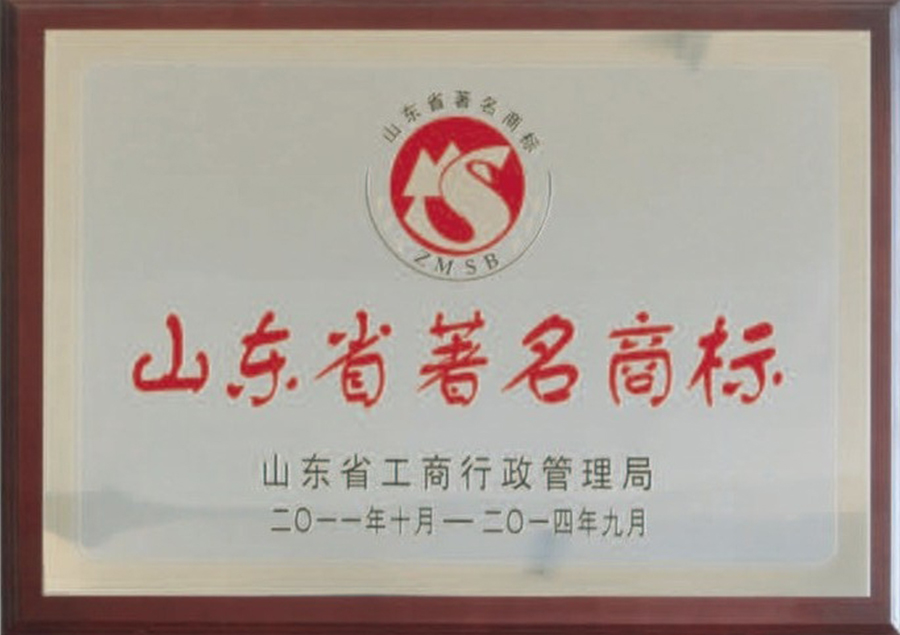 山东省著名商标
ZMSB
山东省著名商标
山东省工商行政管理局
二〇一一年十月一二〇一四年九月